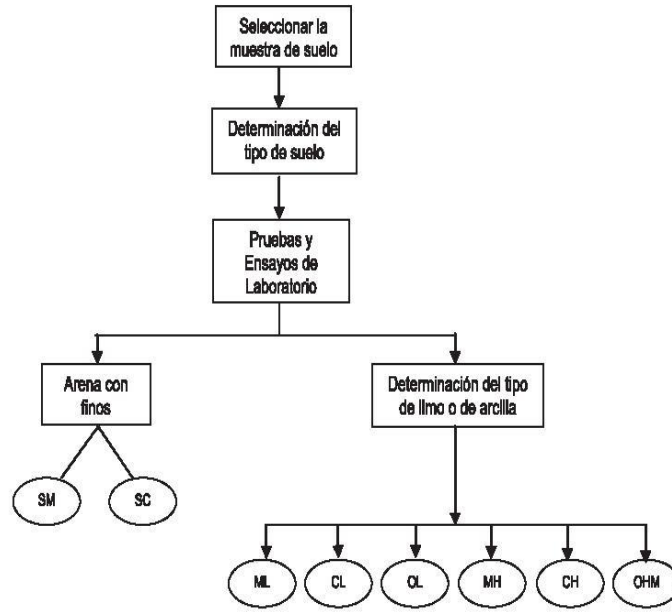 Seleccionar la
muestra de suelo
Determinación del
tipo de suelo
Pruebas y
Ensayos de
Laboratorio
Arena con
finos
Determinación del tipo
de limo o de arcilla
SM
SC
ML
CL
OL
MH
CH
OHM